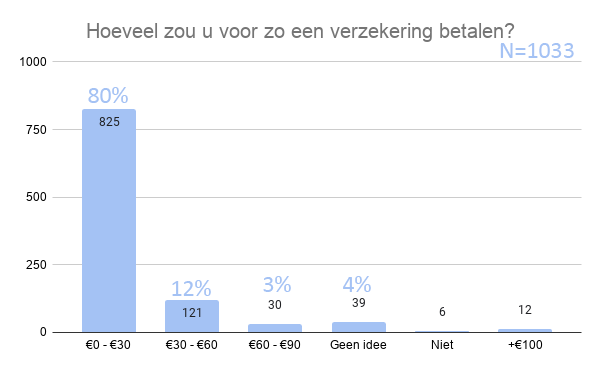 Hoeveel zou u voor zo een verzekering betalen?
N=1033
1000
750
500
250
0
80%
825
12%
121
3%
30
4%
39
6
12
€0 - €30
€30 - €60
€60 - €90
Geen idee
Niet
+€100